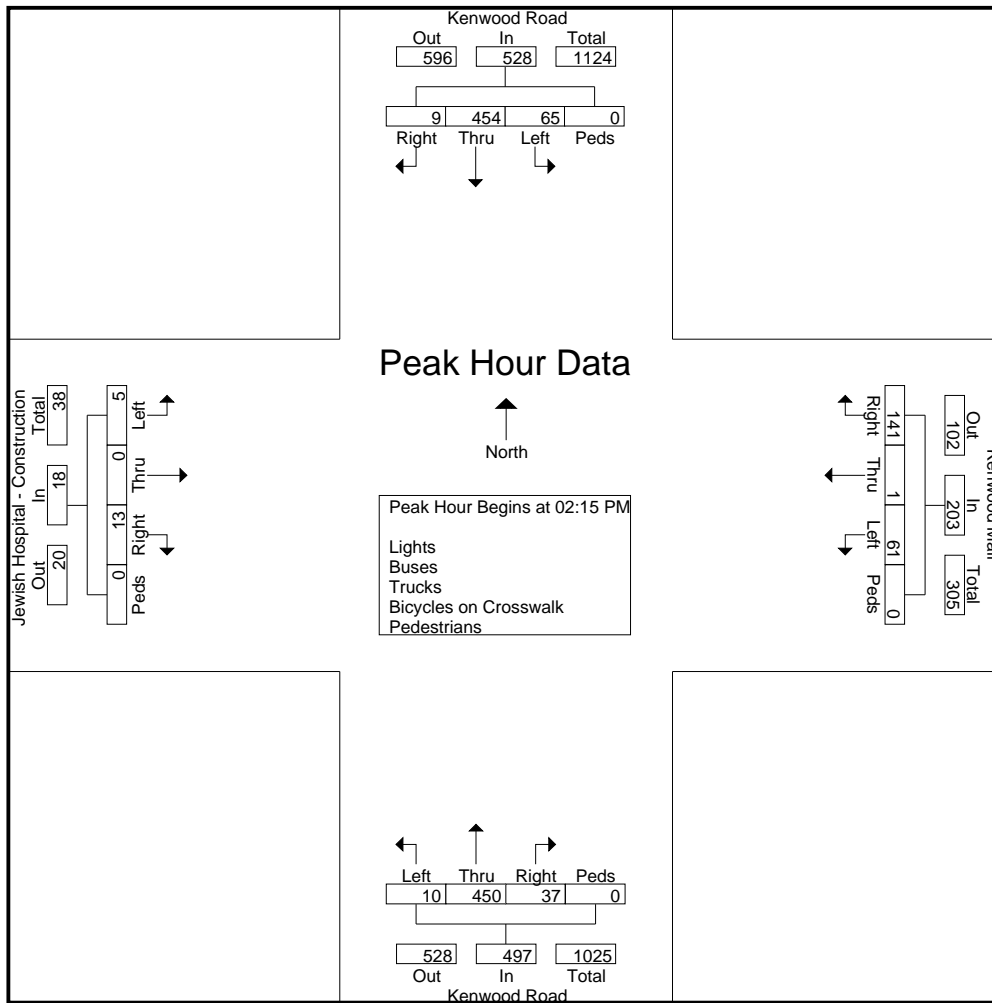 Kenwood Road
Out In Total
596 528 1124
9 454 65 0
Right Thru Left Peds
Peak Hour Data
North
Peak Hour Begins at 02:15 PM
Lights
Buses
Trucks
Bicycles on Crosswalk
Pedestrians
Jewish Hospital - Construction
Total In Out
38 18 20
5 0 13 0
Left Thru Right Peds
Kenwood Mall
Out In Total
102 203 305
141 1 61 0
Right Thru Left Peds
Left Thru Right Peds
10 450 37 0
528 497 1025
Out In Total
Kenwood Road